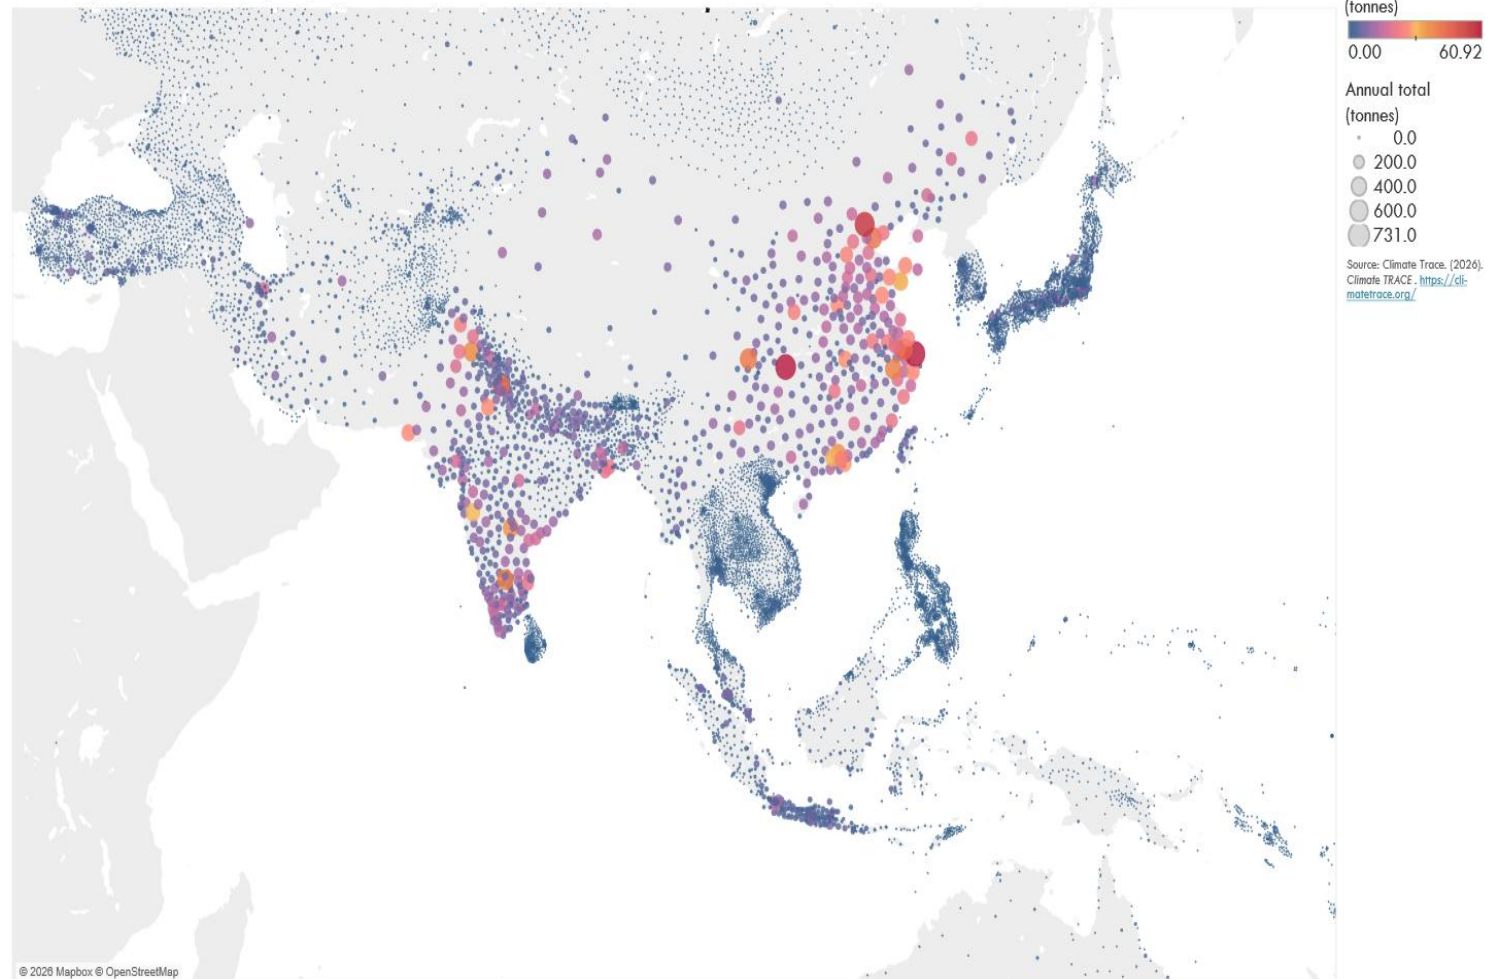 (tonnes)
0.00 60.92
Annual total
(tonnes)
0.0
200.0
400.0
600.0
731.0
Source: Climate Trace. (2026).
Climate TRACE . https://cli-
matetrace.org/
© 2026 Mapbox © OpenStreetMap